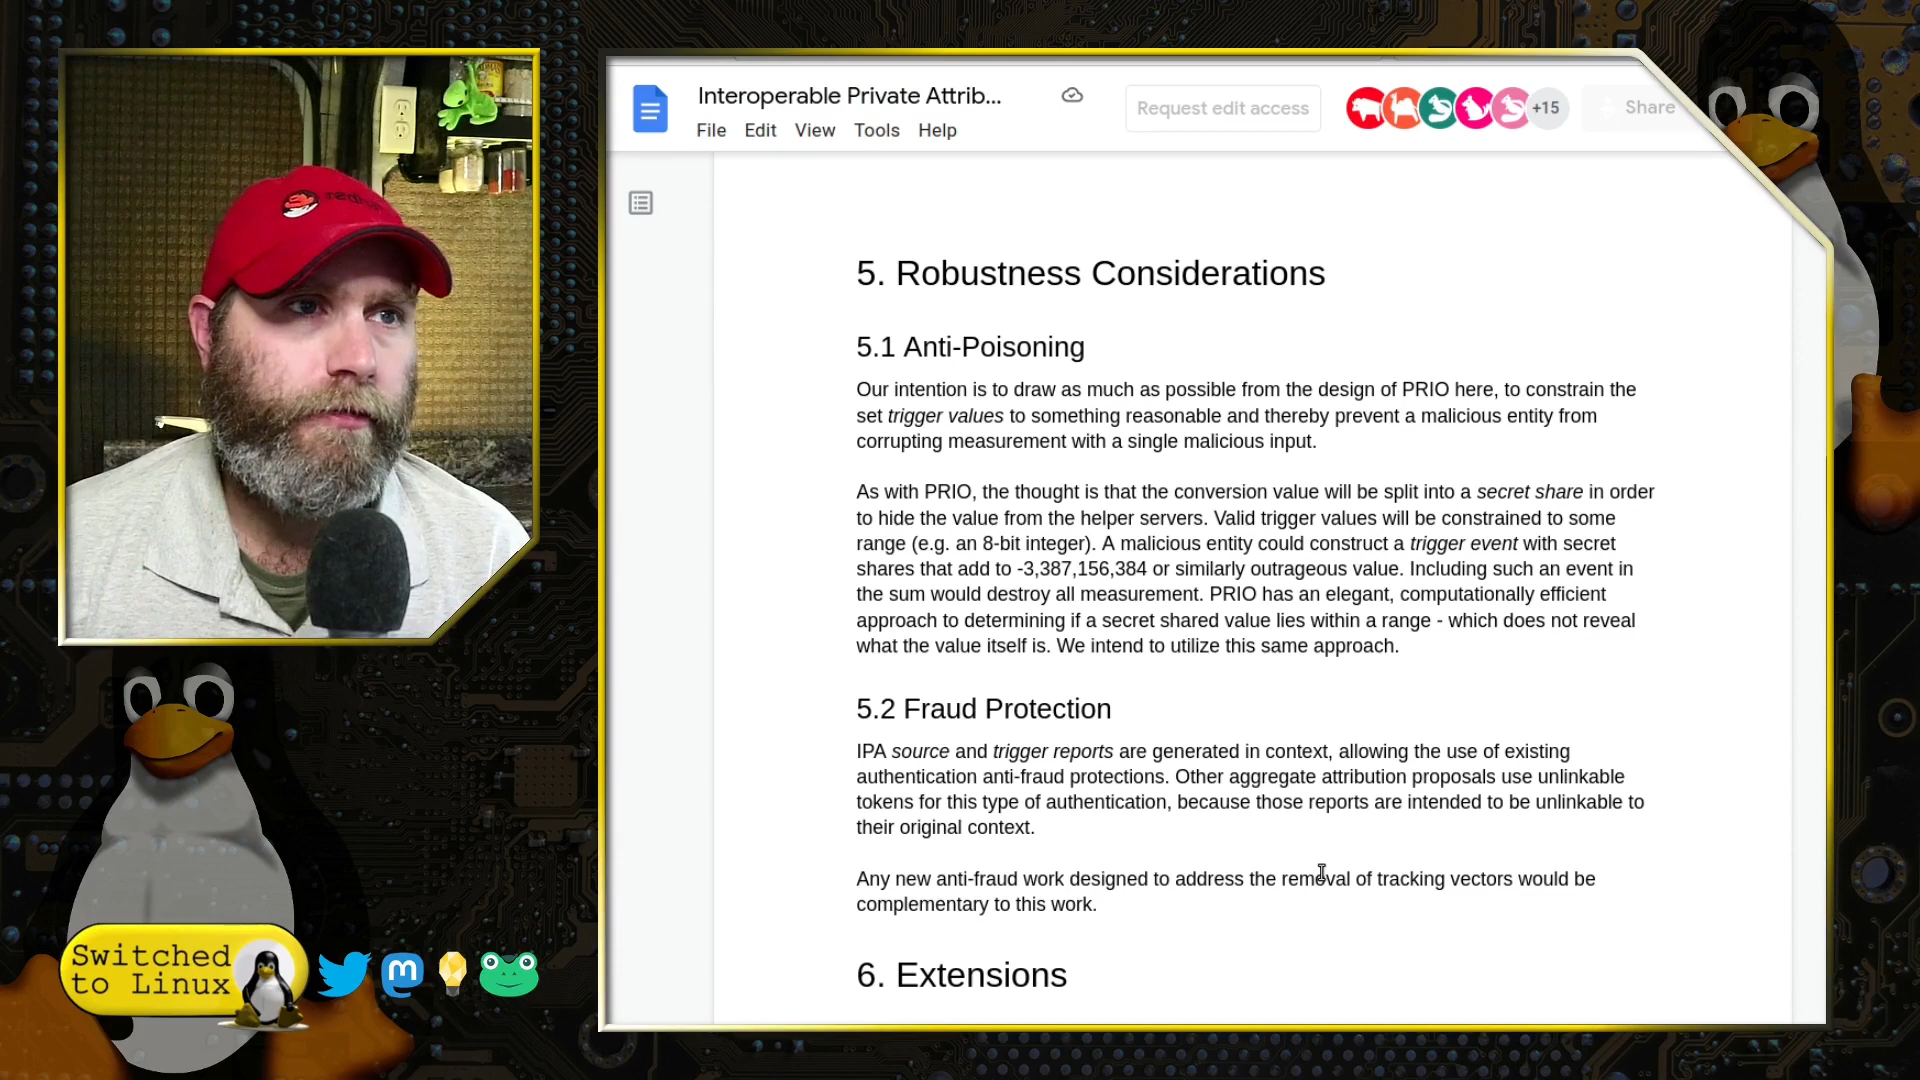 Interoperable Private Attrib...
Request edit access
+15
Share
File Edit View Tools Help
5. Robustness Considerations
5.1 Anti-Poisoning
Our intention is to draw as much as possible from the design of PRIO here, to constrain the
set trigger values to something reasonable and thereby prevent a malicious entity from
corrupting measurement with a single malicious input.
As with PRIO, the thought is that the conversion value will be split into a secret share in order
to hide the value from the helper servers. Valid trigger values will be constrained to some
range (e.g. an 8-bit integer). A malicious entity could construct a trigger event with secret
shares that add to -3,387,156,384 or similarly outrageous value. Including such an event in
the sum would destroy all measurement. PRIO has an elegant, computationally efficient
approach to determining if a secret shared value lies within a range - which does not reveal
what the value itself is. We intend to utilize this same approach.
5.2 Fraud Protection
IPA source and trigger reports are generated in context, allowing the use of existing
authentication anti-fraud protections. Other aggregate attribution proposals use unlinkable
tokens for this type of authentication, because those reports are intended to be unlinkable to
their original context.
Any new anti-fraud work designed to address the removal of tracking vectors would be
complementary to this work.
6. Extensions
redhat
Switched
to Linux
m